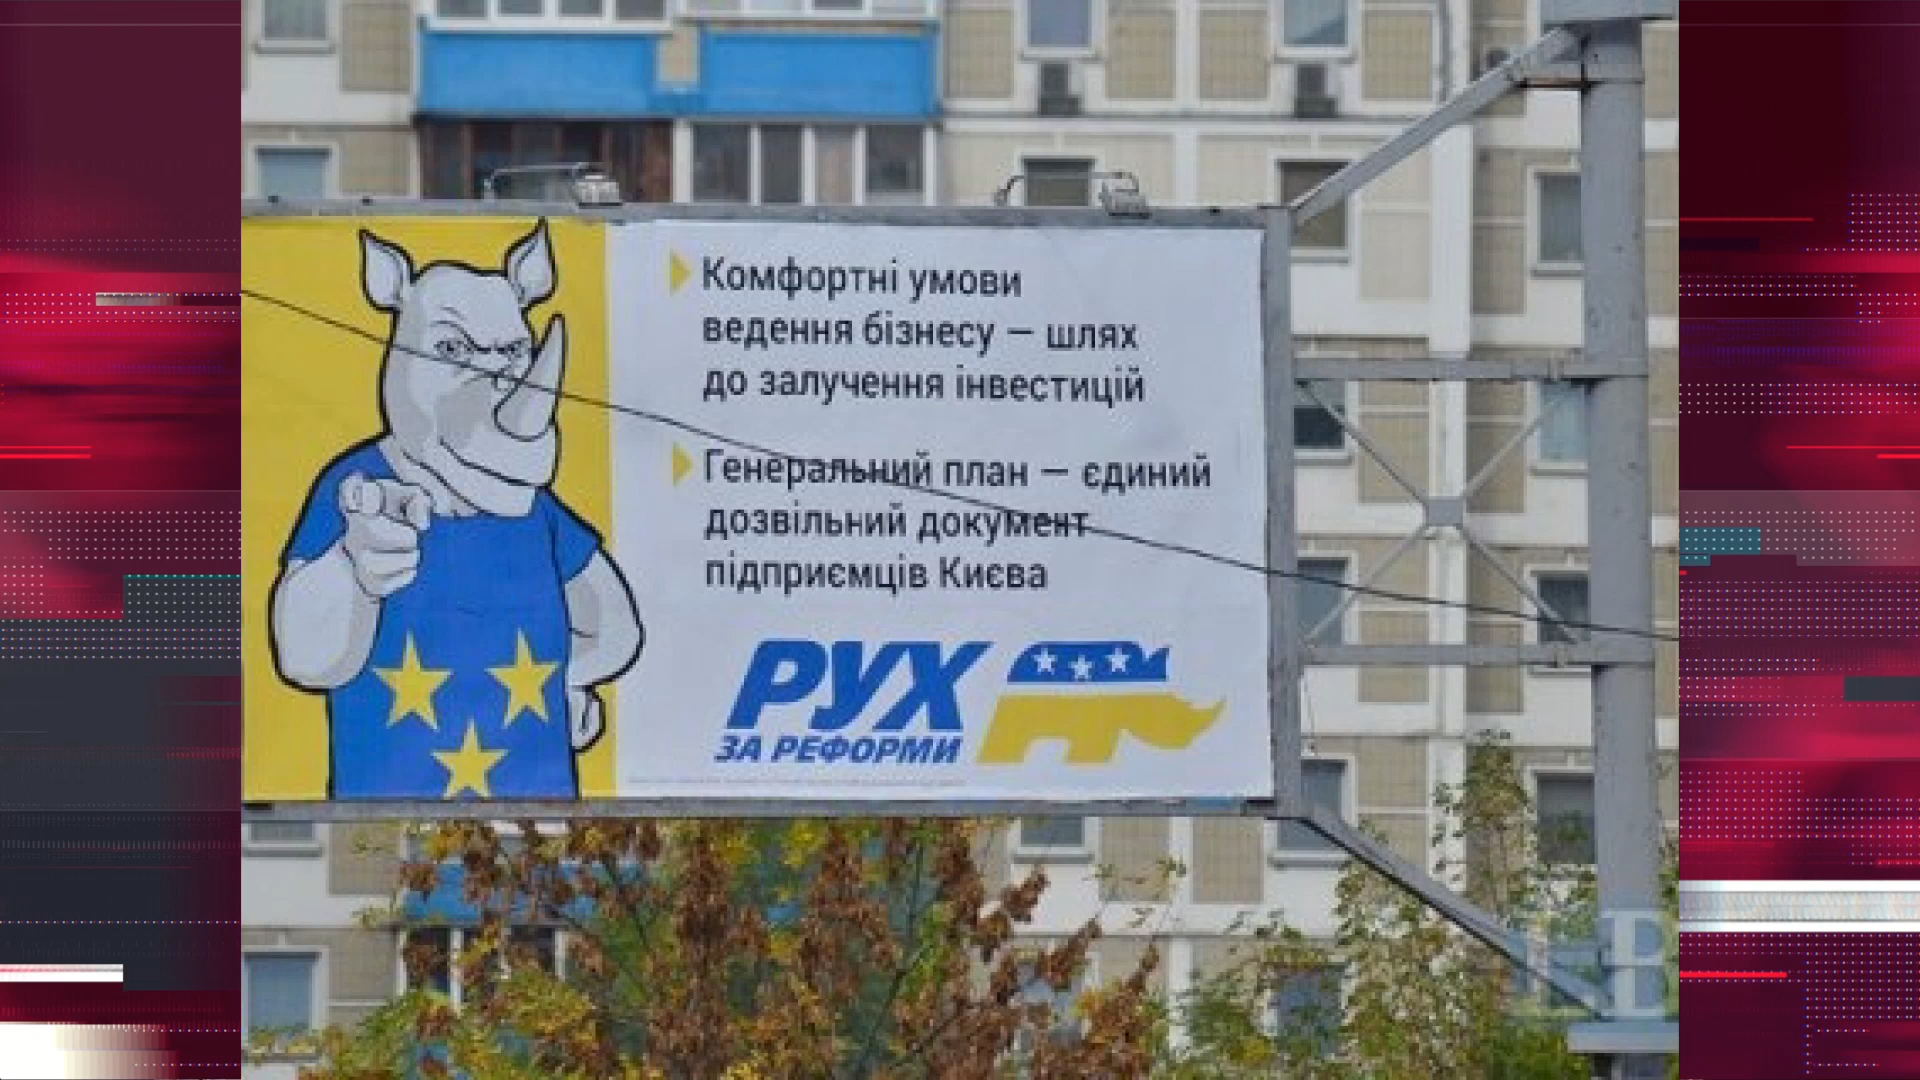 Комфортні умови
ведення бізнесу — шлях
до залучення інвестицій
Генеральний план — єдиний
дозвільний документ
підприємців Києва
РУХ
ЗА РЕФОРМИ